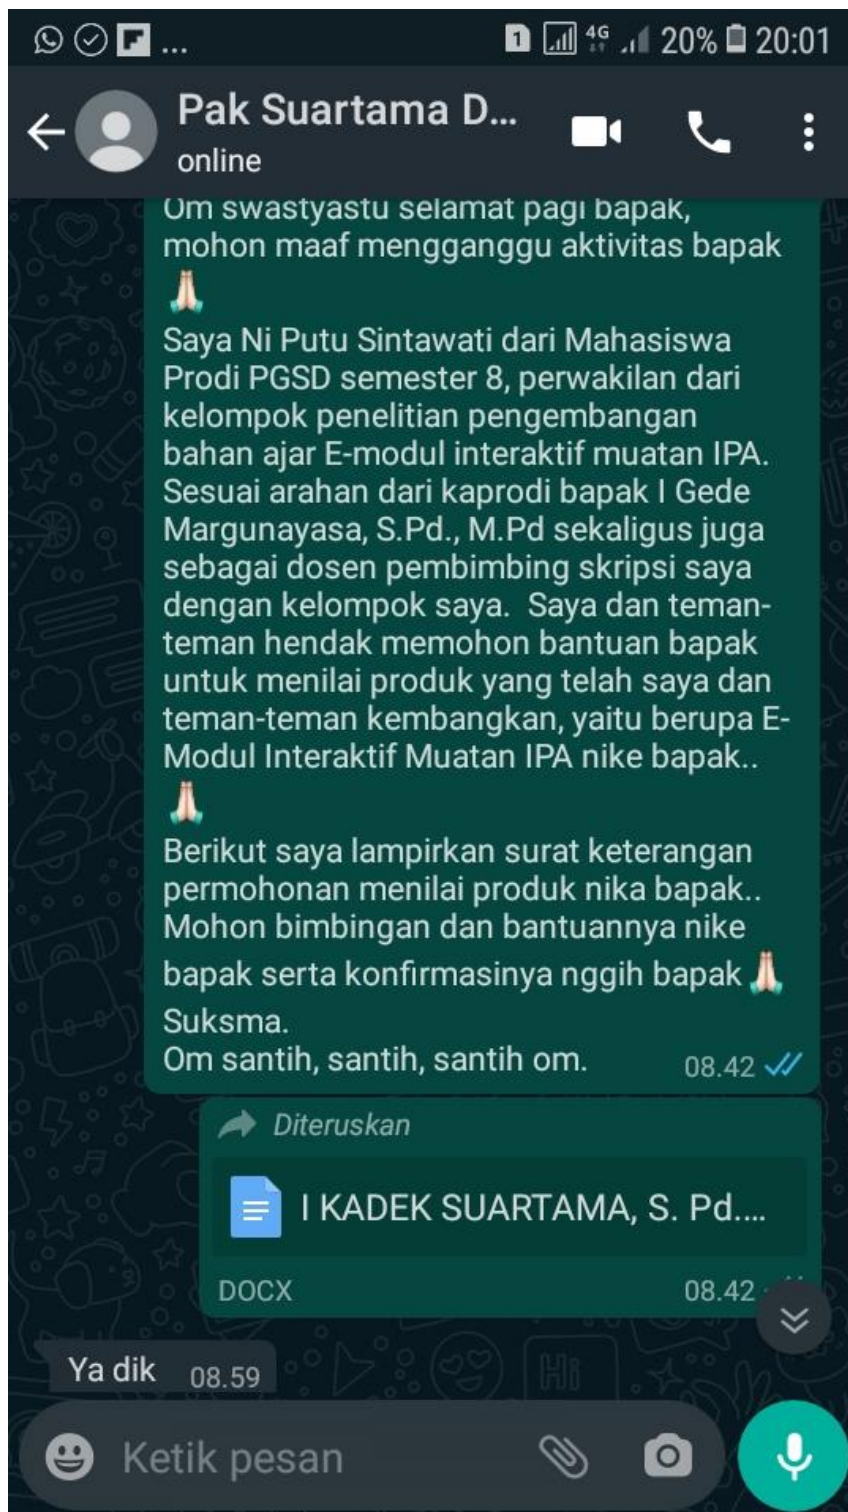 1 4G 20% 20:01
Pak Suartama D...
online
Om swastyastu selamat pagi bapak,
mohon maaf mengganggu aktivitas bapak
🙏🏻
Saya Ni Putu Sintawati dari Mahasiswa
Prodi PGSD semester 8, perwakilan dari
kelompok penelitian pengembangan
bahan ajar E-modul interaktif muatan IPA.
Sesuai arahan dari kaprodi bapak I Gede
Margunayasa, S.Pd., M.Pd sekaligus juga
sebagai dosen pembimbing skripsi saya
dengan kelompok saya.  Saya dan teman-
teman hendak memohon bantuan bapak
untuk menilai produk yang telah saya dan
teman-teman kembangkan, yaitu berupa E-
Modul Interaktif Muatan IPA nike bapak..
🙏🏻
Berikut saya lampirkan surat keterangan
permohonan menilai produk nika bapak..
Mohon bimbingan dan bantuannya nike
bapak serta konfirmasinya nggih bapak 🙏🏻
Suksma.
Om santih, santih, santih om. 08.42
Diteruskan
I KADEK SUARTAMA, S. Pd....
DOCX 08.42
Ya dik 08.59
Ketik pesan